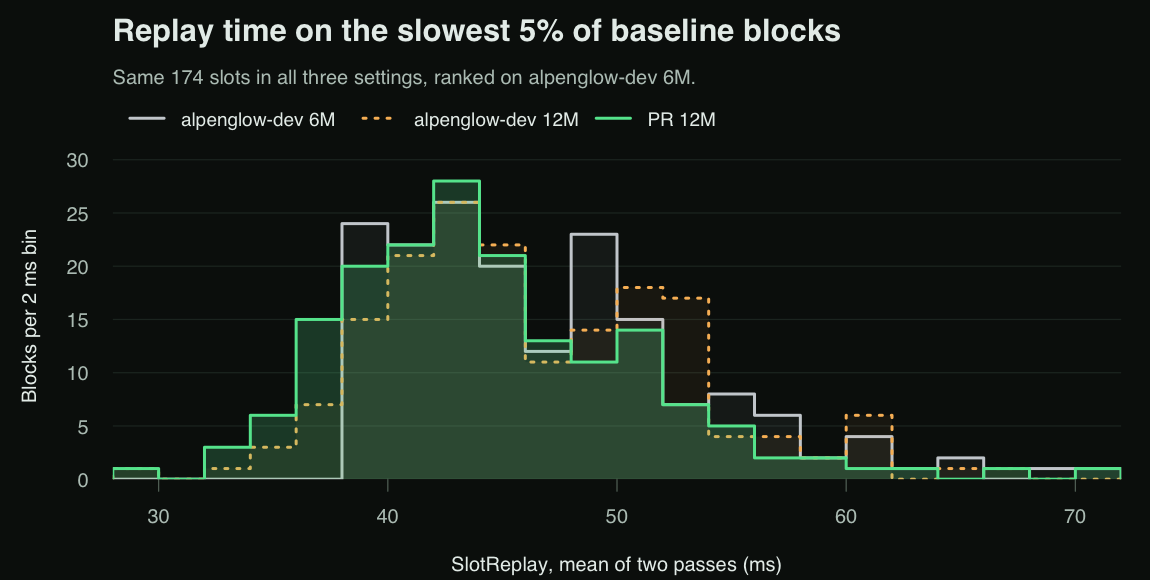 Replay time on the slowest 5% of baseline blocks
Same 174 slots in all three settings, ranked on alpenglow-dev 6M.
alpenglow-dev 6M alpenglow-dev 12M PR 12M
Blocks per 2 ms bin
30
25
20
15
10
5
0
30 40 50 60 70
SlotReplay, mean of two passes (ms)